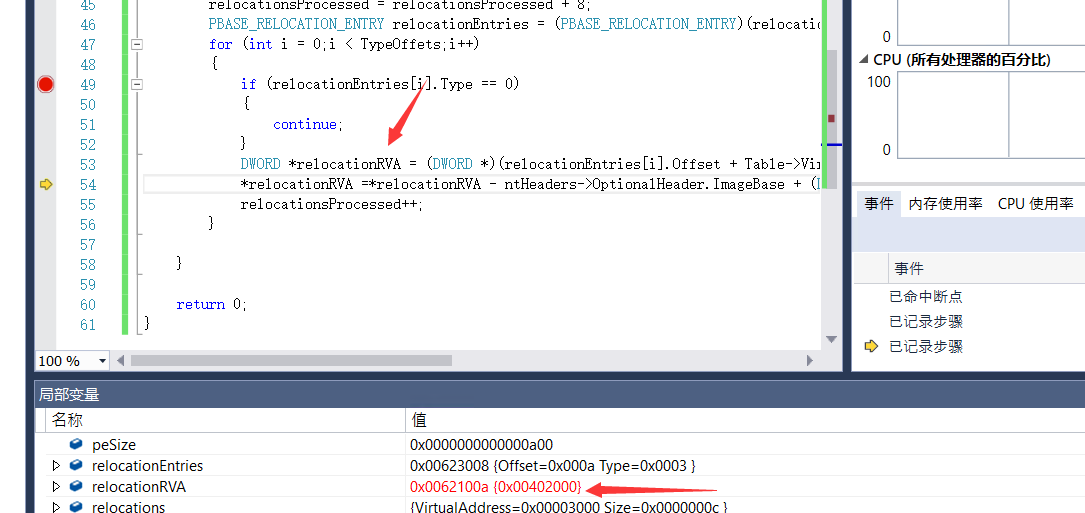 45 relocationsProcessed = relocationsProcessed + 8;
46 PBASE_RELOCATION_ENTRY relocationEntries = (PBASE_RELOCATION_ENTRY)(relocatio
47 for (int i = 0;i < TypeOffets;i++)
48 {
49 if (relocationEntries[i].Type == 0)
50 {
51 continue;
52 }
53 DWORD *relocationRVA = (DWORD *)(relocationEntries[i].Offset + Table->Vir
54 *relocationRVA =*relocationRVA - ntHeaders->OptionalHeader.ImageBase + (D
55 relocationsProcessed++;
56 }
57
58 }
59
60 return 0;
61 }
100 %
0
CPU (所有处理器的百分比)
100
0
事件 内存使用率 CPU 使用率
事件
已命中断点
已记录步骤
已记录步骤
局部变量
名称 值
peSize 0x0000000000000a00
relocationEntries 0x00623008 {Offset=0x000a Type=0x0003 }
relocationRVA 0x0062100a {0x00402000}
relocations {VirtualAddress=0x00003000 Size=0x0000000c }